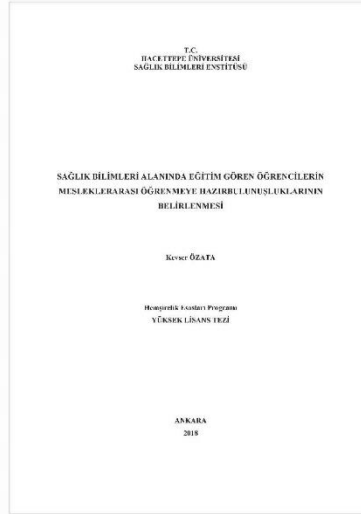 T.C.
HACETTEPE ÜNİVERSİTESİ
SAĞLIK BİLİMLERİ ENSTİTÜSÜ
SAĞLIK BİLİMLERİ ALANINDA EĞİTİM GÖREN ÖĞRENCİLERİN
MESLEKLERARASI ÖĞRENMEYE HAZIRBULUNUŞLUKLARININ
BELİRLENMESİ
Kevser ÖZATA
Hemşirelik Esasları Programı
YÜKSEK LİSANS TEZİ
ANKARA
2018